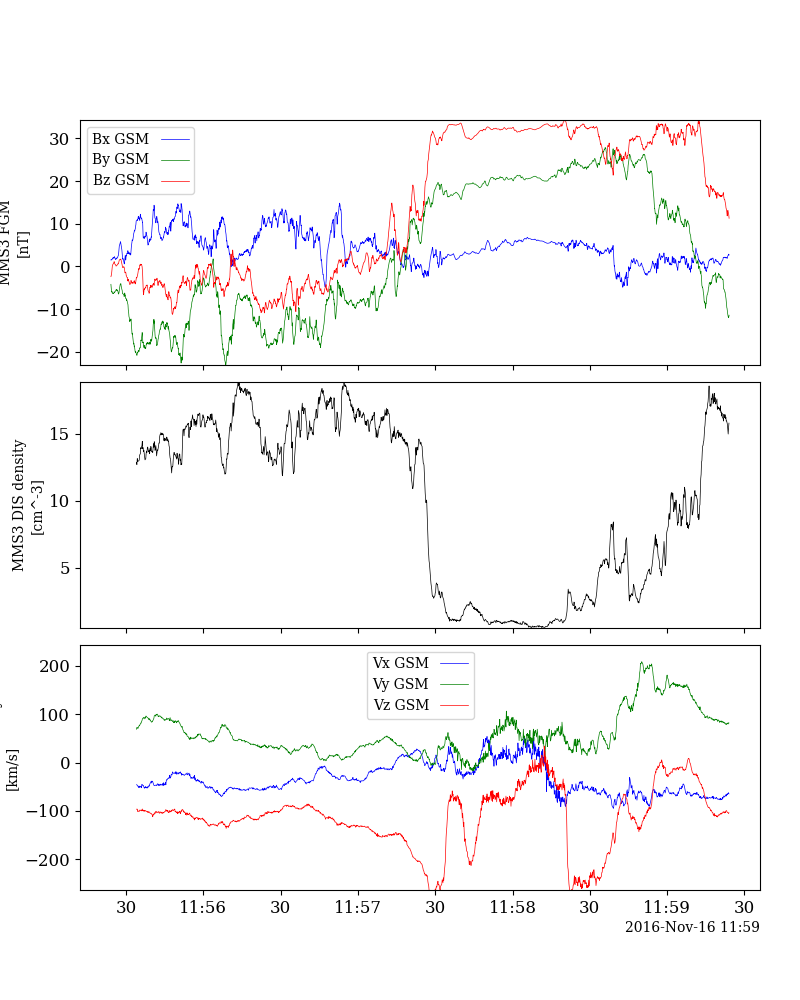 MMS3 FGM
[nT]
30
20
10
0
−10
−20
Bx GSM
By GSM
Bz GSM
MMS3 DIS density
[cm^-3]
15
10
5
[km/s]
200
100
0
−100
−200
Vx GSM
Vy GSM
Vz GSM
30 11:56 30 11:57 30 11:58 30 11:59 30
2016-Nov-16 11:59